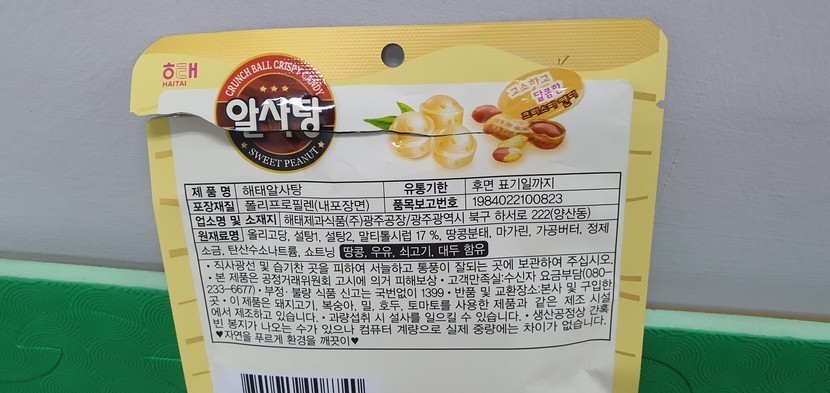 해태
HAITAI
CRUNCH BALL CRISPY CANDY
알사탕
SWEET PEANUT
고소하고
달콤한
제 품 명 해태알사탕 유통기한 후면 표기일까지
포장재질 폴리프로필렌(내포장면) 품목보고번호 1984022100823
업소명 및 소재지 해태제과식품(주)광주공장/광주광역시 북구 하서로 222(양산동)
원재료명 올리고당, 설탕1, 설탕2, 말티톨시럽 17 %, 땅콩분태, 마가린, 가공버터, 정제
소금, 탄산수소나트륨, 쇼트닝 땅콩, 우유, 쇠고기, 대두 함유
• 직사광선 및 습기찬 곳을 피하여 서늘하고 통풍이 잘되는 곳에 보관하여 주십시오.
• 본 제품은 공정거래위원회 고시에 의거 피해보상 • 고객만족실:수신자 요금부담(080-
233-6677) • 부정·불량 식품 신고는 국번없이 1399 • 반품 및 교환장소:본사 및 구입한
곳 • 이 제품은 돼지고기, 복숭아, 밀, 호두, 토마토를 사용한 제품과 같은 제조 시설
에서 제조하고 있습니다. • 과량섭취 시 설사를 일으킬 수 있습니다. • 생산공정상 간혹
빈 봉지가 나오는 수가 있으나 컴퓨터 계량으로 실제 중량에는 차이가 없습니다.
♥자연을 푸르게 환경을 깨끗이♥